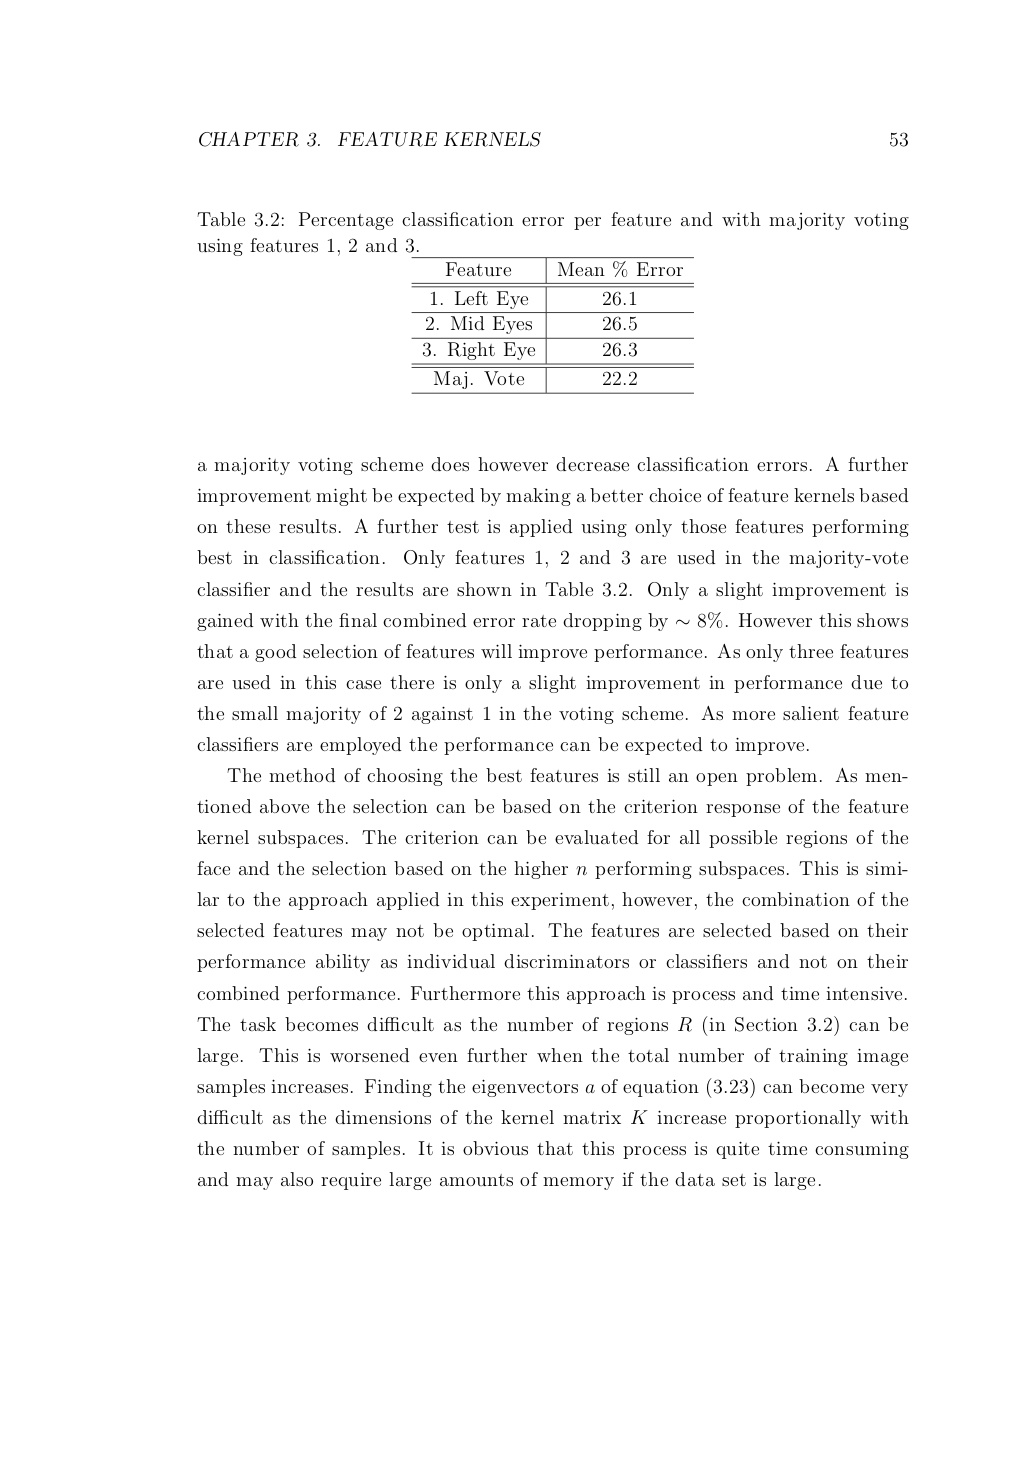 CHAPTER 3. FEATURE KERNELS 53
Table 3.2: Percentage classification error per feature and with majority voting
using features 1, 2 and 3.
Feature Mean % Error
1. Left Eye 26.1
2. Mid Eyes 26.5
3. Right Eye 26.3
Maj. Vote 22.2
a majority voting scheme does however decrease classification errors. A further
improvement might be expected by making a better choice of feature kernels based
on these results. A further test is applied using only those features performing
best in classification. Only features 1, 2 and 3 are used in the majority-vote
classifier and the results are shown in Table 3.2. Only a slight improvement is
gained with the final combined error rate dropping by ∼ 8%. However this shows
that a good selection of features will improve performance. As only three features
are used in this case there is only a slight improvement in performance due to
the small majority of 2 against 1 in the voting scheme. As more salient feature
classifiers are employed the performance can be expected to improve.
The method of choosing the best features is still an open problem. As men-
tioned above the selection can be based on the criterion response of the feature
kernel subspaces. The criterion can be evaluated for all possible regions of the
face and the selection based on the higher n performing subspaces. This is simi-
lar to the approach applied in this experiment, however, the combination of the
selected features may not be optimal. The features are selected based on their
performance ability as individual discriminators or classifiers and not on their
combined performance. Furthermore this approach is process and time intensive.
The task becomes difficult as the number of regions R (in Section 3.2) can be
large. This is worsened even further when the total number of training image
samples increases. Finding the eigenvectors a of equation (3.23) can become very
difficult as the dimensions of the kernel matrix K increase proportionally with
the number of samples. It is obvious that this process is quite time consuming
and may also require large amounts of memory if the data set is large.